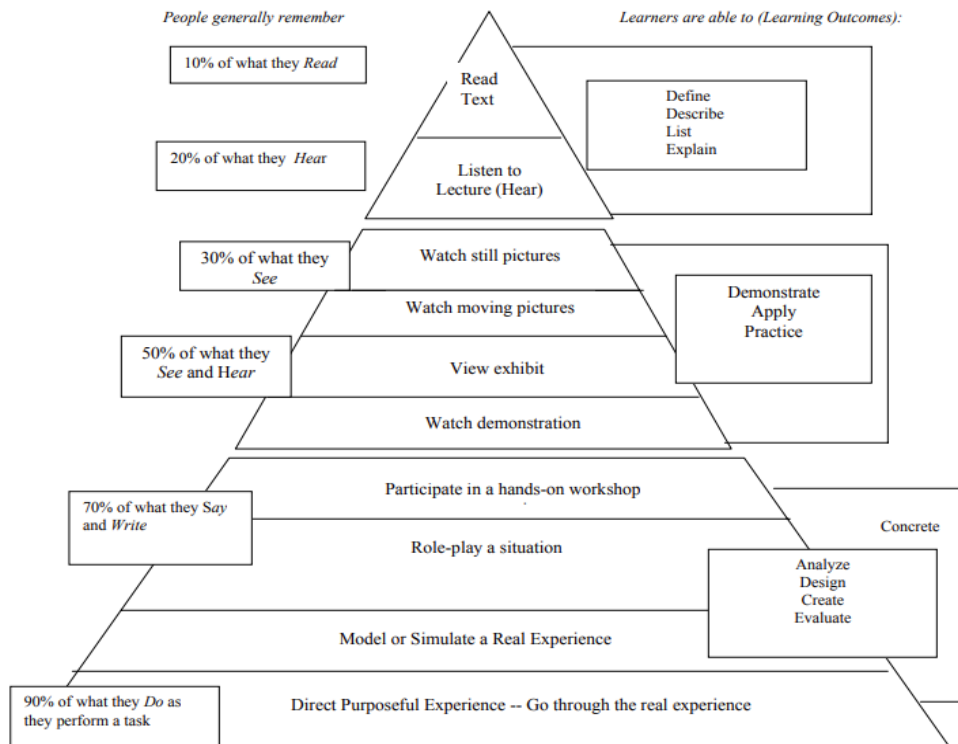 People generally remember
Learners are able to (Learning Outcomes):
10% of what they Read
Read
Text
Define
Describe
List
Explain
20% of what they Hear
Listen to
Lecture (Hear)
30% of what they
See
Watch still pictures
Watch moving pictures
Demonstrate
Apply
Practice
50% of what they
See and Hear
View exhibit
Watch demonstration
70% of what they Say
and Write
Participate in a hands-on workshop
Role-play a situation
Concrete
Analyze
Design
Create
Evaluate
Model or Simulate a Real Experience
90% of what they Do as
they perform a task
Direct Purposeful Experience -- Go through the real experience